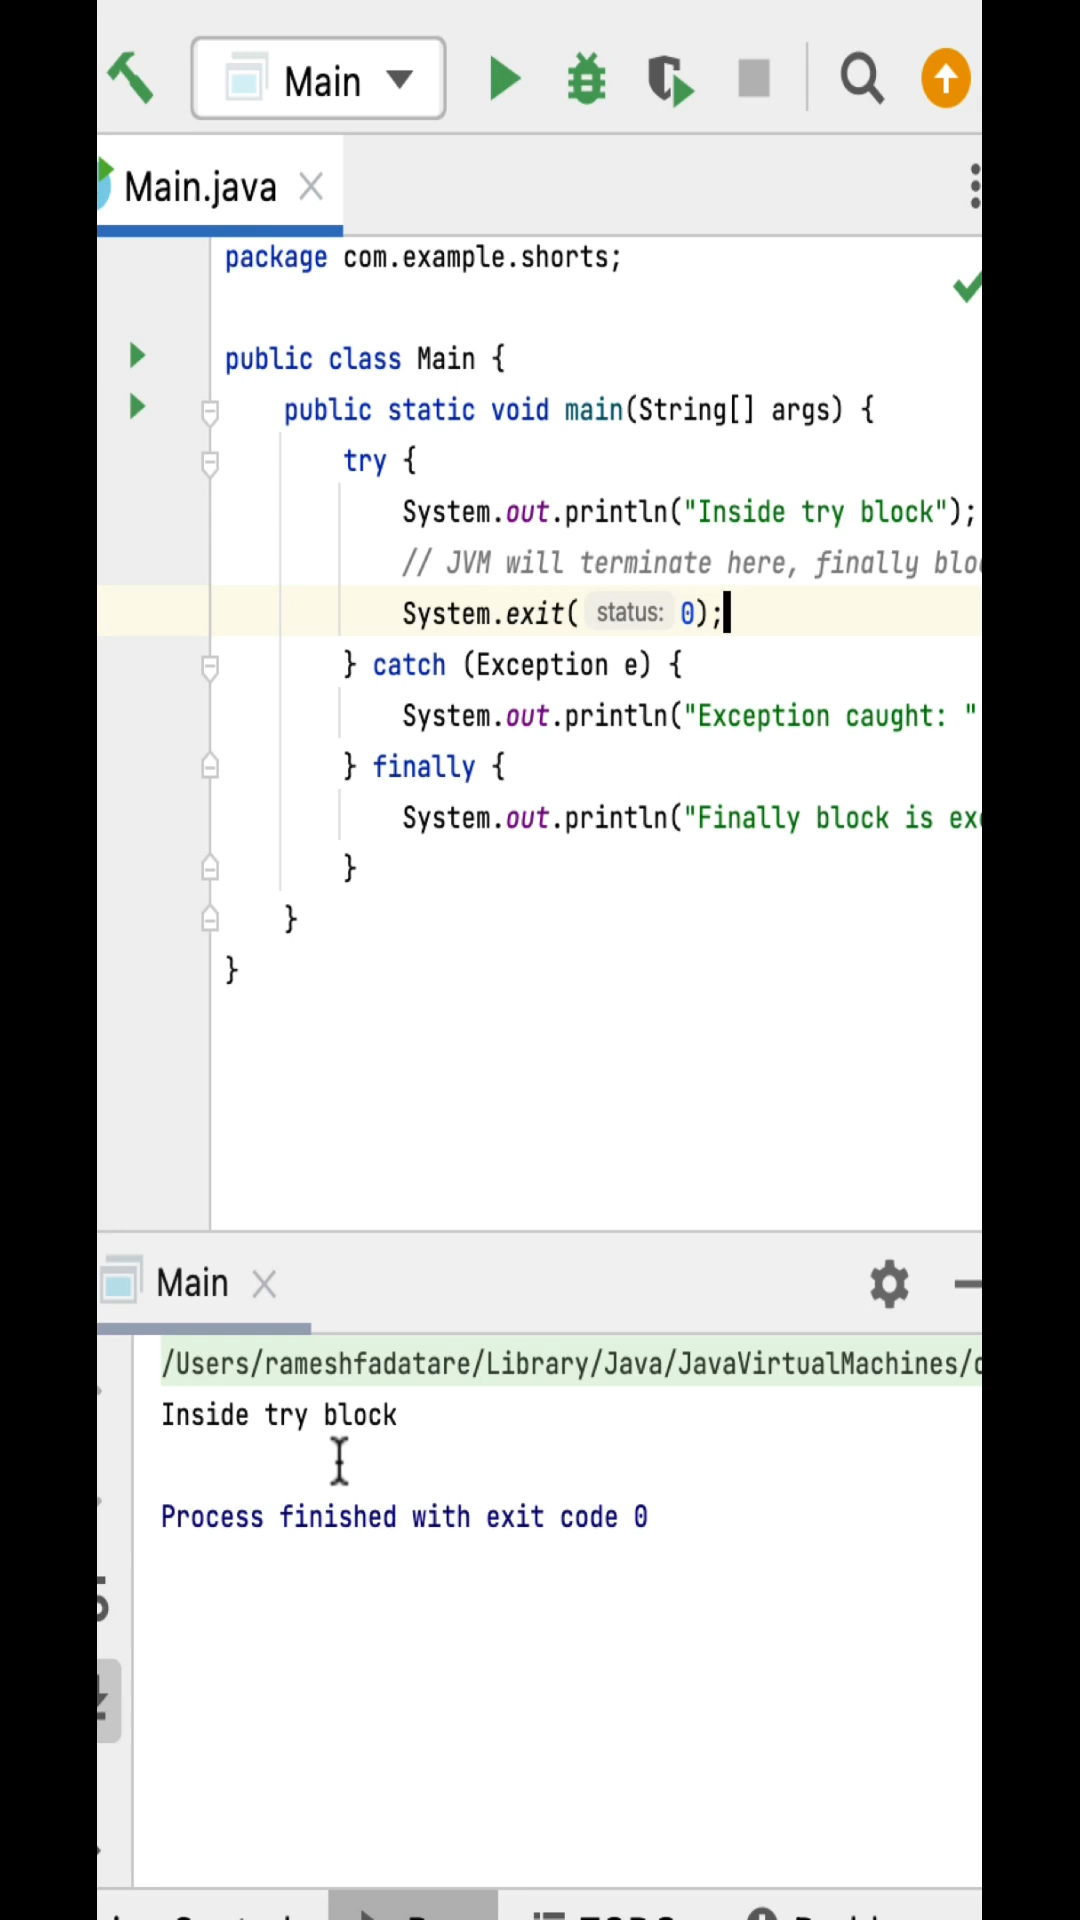 Main
Main.java
package com.example.shorts;
public class Main {
public static void main(String[] args) {
try {
System.out.println("Inside try block");
// JVM will terminate here, finally
System.exit( status: 0);
} catch (Exception e) {
System.out.println("Exception caught: "
} finally {
System.out.println("Finally block is
}
}
}
Main
/Users/rameshfadatare/Library/Java/JavaVirtualMachines/
Inside try block
Process finished with exit code 0